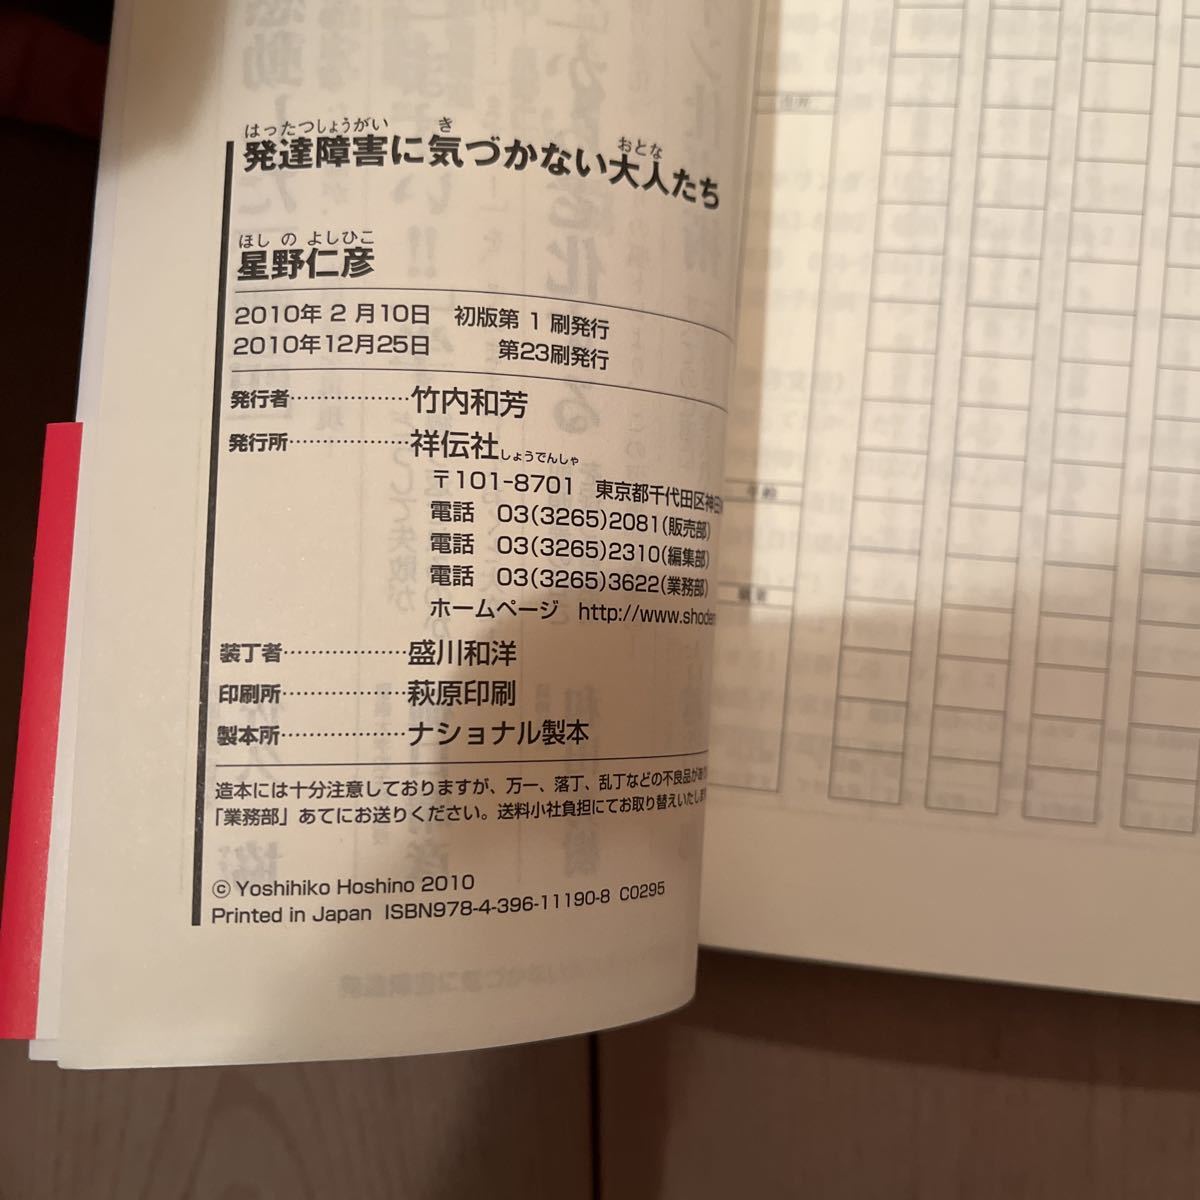 はったつしょうがい き おとな
発達障害に気づかない大人たち
ほし の よしひこ
星野仁彦
2010年 2 月10日 初版第 1 刷発行
2010年12月25日 第23刷発行
発行者………………竹内和芳
発行所………………祥伝社しょうでんしゃ
〒101-8701 東京都千代田区神田
電話 03(3265)2081(販売部)
電話 03(3265)2310(編集部)
電話 03(3265)3622(業務部)
ホームページ http://www.shoden
装丁者………………盛川和洋
印刷所………………萩原印刷
製本所………………ナショナル製本
造本には十分注意しておりますが、万一、落丁、乱丁などの不良品があり
「業務部」あてにお送りください。送料小社負担にてお取り替えいたしま
© Yoshihiko Hoshino 2010
Printed in Japan ISBN978-4-396-11190-8 C0295